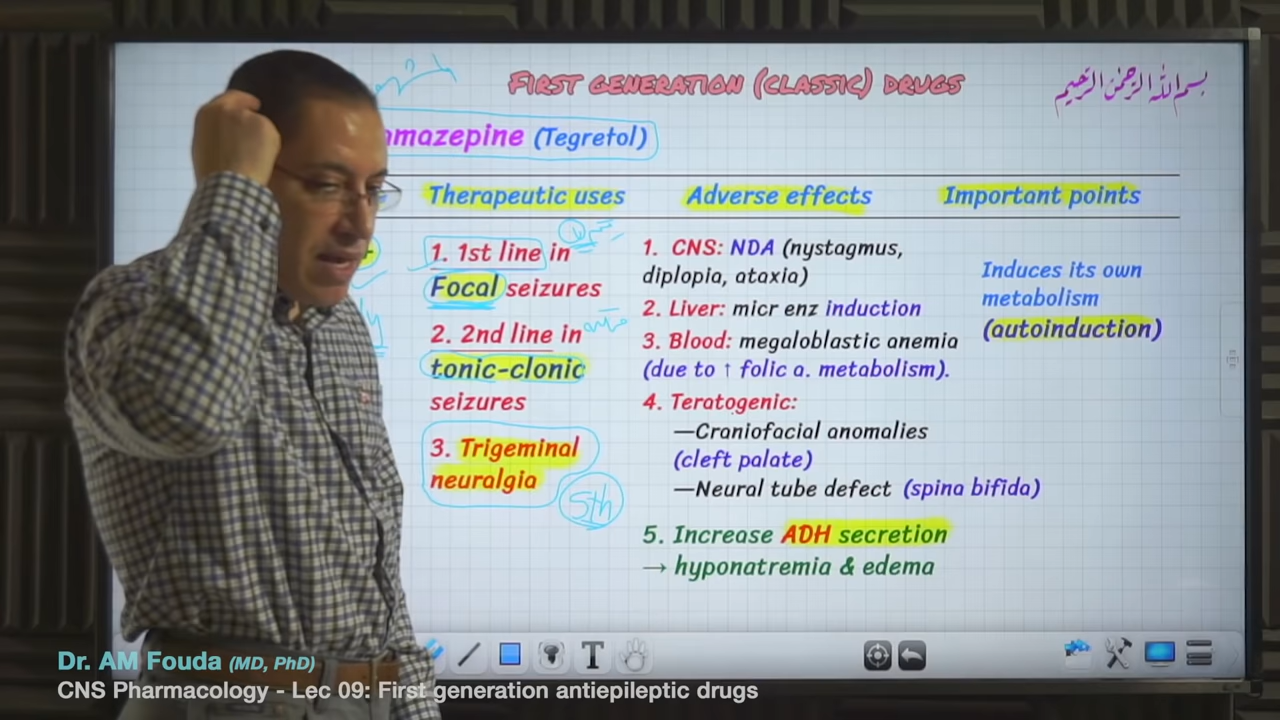 FIRST GENERATION (CLASSIC) DRUGS
بسم الله الرحمن الرحيم
amazepine (Tegretol)
Therapeutic uses
Adverse effects
Important points
1. 1st line in
Focal seizures
2. 2nd line in
tonic-clonic
seizures
3. Trigeminal
neuralgia
5th
1. CNS: NDA (nystagmus,
diplopia, ataxia)
2. Liver: micr enz induction
3. Blood: megaloblastic anemia
(due to ↑ folic a. metabolism).
4. Teratogenic:
—Craniofacial anomalies
(cleft palate)
—Neural tube defect (spina bifida)
5. Increase ADH secretion
→ hyponatremia & edema
Induces its own
metabolism
(autoinduction)
T
Dr. AM Fouda (MD, PhD)
CNS Pharmacology - Lec 09: First generation antiepileptic drugs